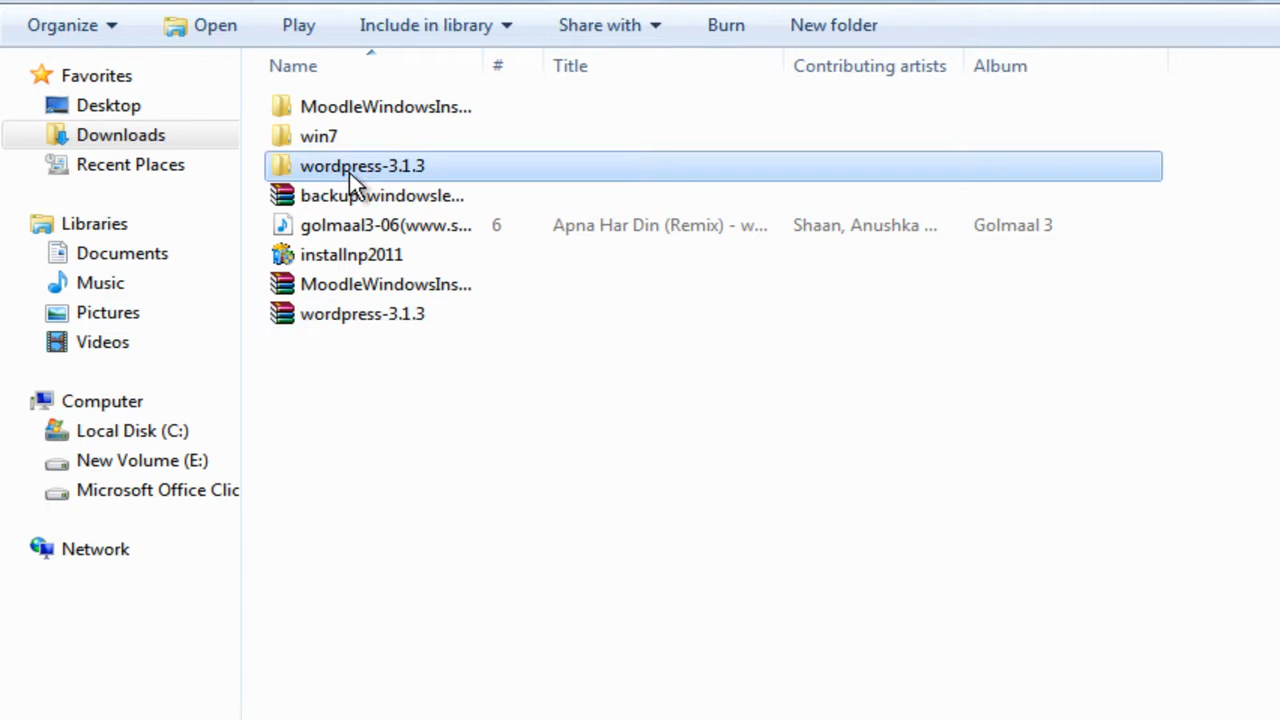 Organize Open Play Include in library Share with Burn New folder
Name # Title Contributing artists Album
Favorites
Desktop
Downloads
Recent Places
Libraries
Documents
Music
Pictures
Videos
Computer
Local Disk (C:)
New Volume (E:)
Microsoft Office Clic
Network
MoodleWindowsIns...
win7
wordpress-3.1.3
backup.windowsle...
golmaal3-06(www.s... 6 Apna Har Din (Remix) - w... Shaan, Anushka ... Golmaal 3
installnp2011
MoodleWindowsIns...
wordpress-3.1.3